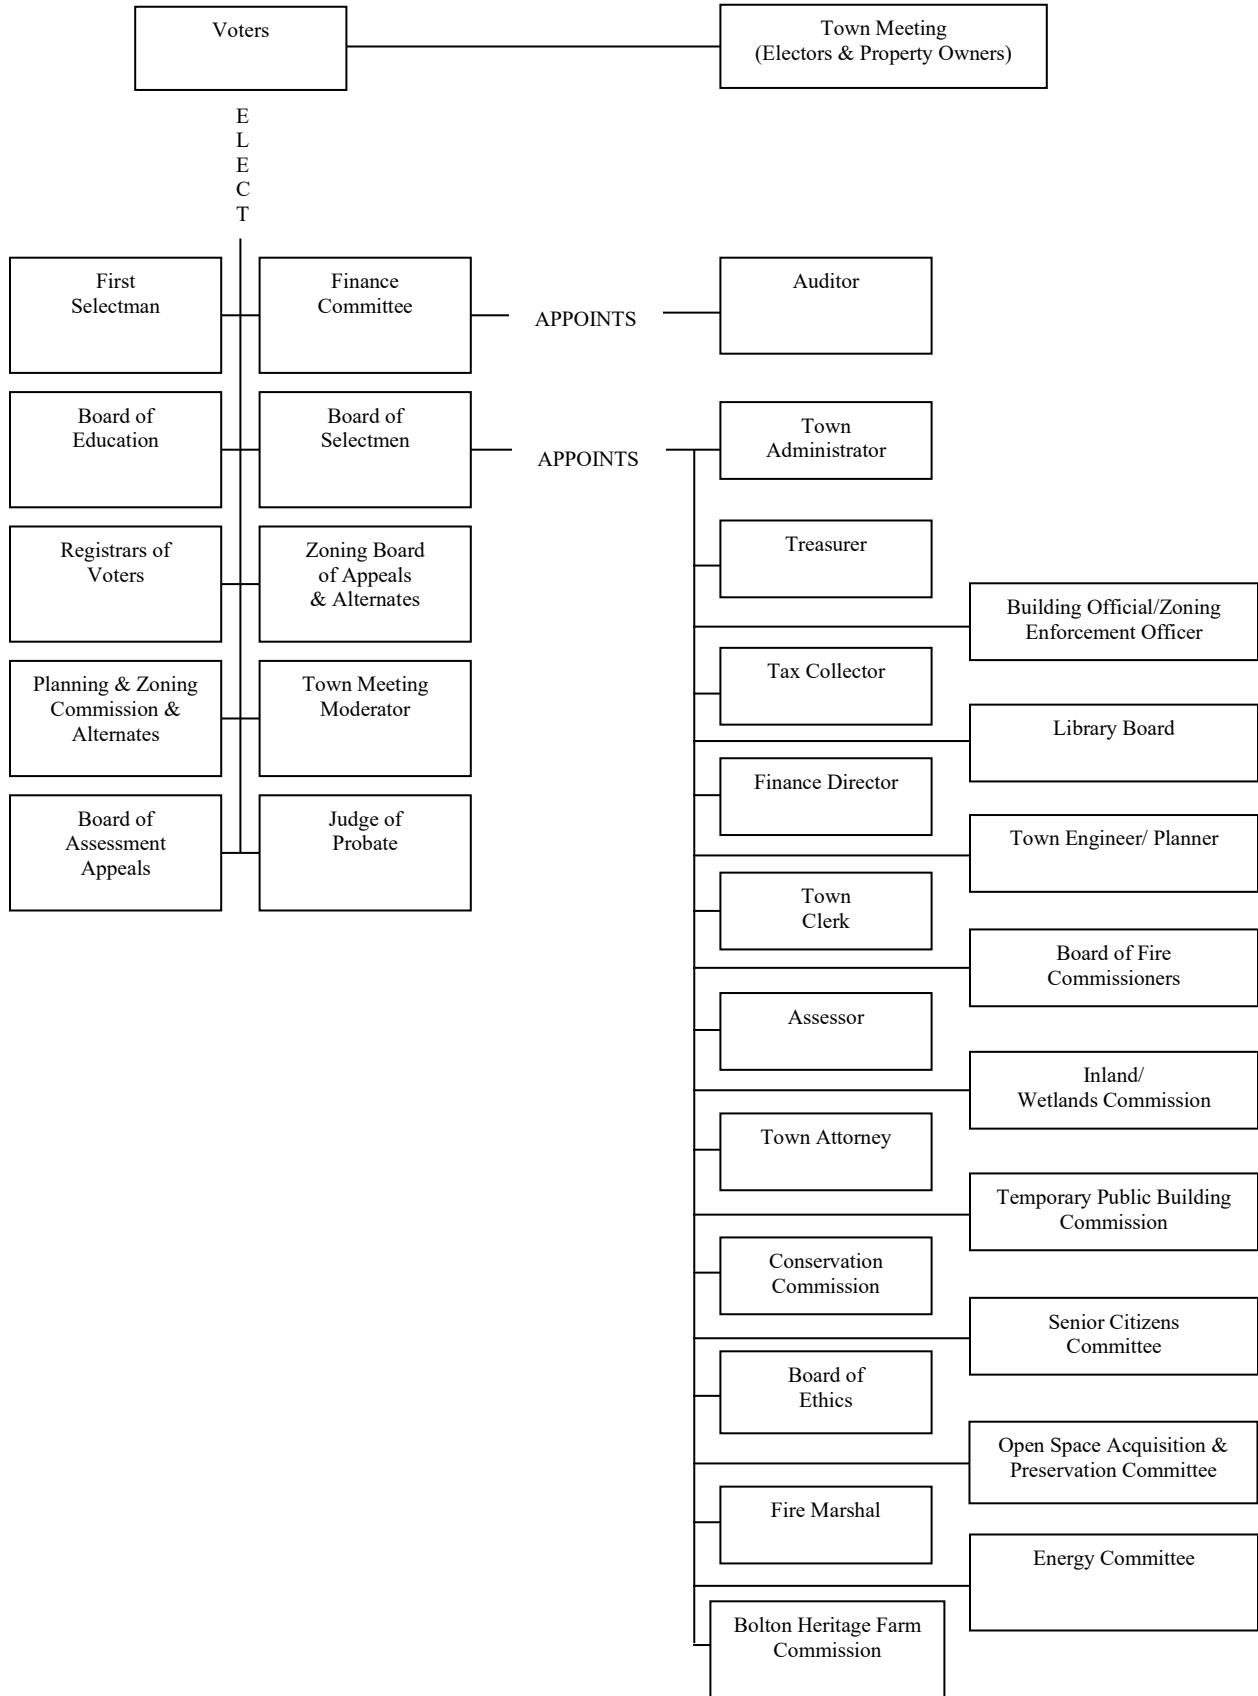 Voters
Town Meeting
(Electors & Property Owners)
E
L
E
C
T
First
Selectman
Finance
Committee
APPOINTS
Auditor
Board of
Education
Board of
Selectmen
APPOINTS
Town
Administrator
Treasurer
Registrars of
Voters
Zoning Board
of Appeals
& Alternates
Building Official/Zoning
Enforcement Officer
Planning & Zoning
Commission &
Alternates
Town Meeting
Moderator
Tax Collector
Library Board
Board of
Assessment
Appeals
Judge of
Probate
Finance Director
Town Engineer/ Planner
Town
Clerk
Board of Fire
Commissioners
Assessor
Inland/
Wetlands Commission
Town Attorney
Temporary Public Building
Commission
Conservation
Commission
Senior Citizens
Committee
Board of
Ethics
Open Space Acquisition &
Preservation Committee
Fire Marshal
Energy Committee
Bolton Heritage Farm
Commission